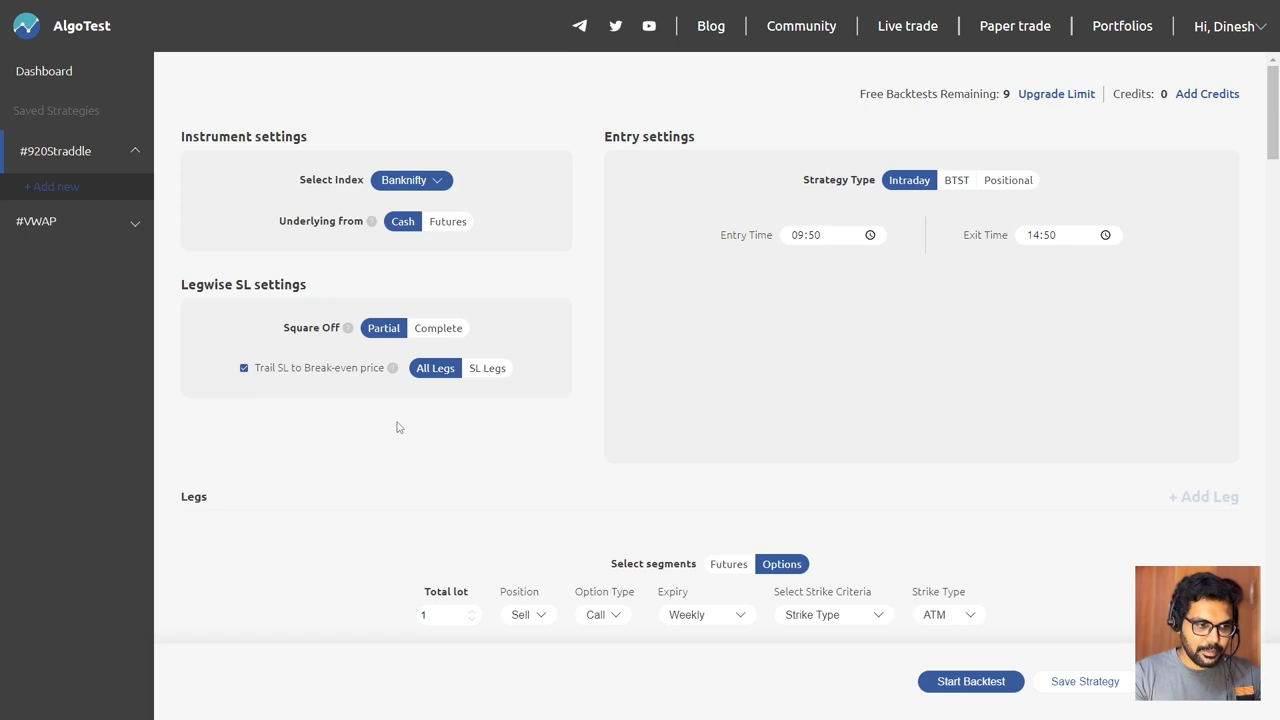 AlgoTest
Blog
Community
Live trade
Paper trade
Portfolios
Hi, Dinesh
Dashboard
Saved Strategies
#920Straddle
+ Add new
#VWAP
Free Backtests Remaining: 9 Upgrade Limit Credits: 0 Add Credits
Instrument settings
Select Index Banknifty
Underlying from ? Cash Futures
Legwise SL settings
Square Off ? Partial Complete
Trail SL to Break-even price ? All Legs SL Legs
Entry settings
Strategy Type Intraday BTST Positional
Entry Time 09:50 Exit Time 14:50
Legs + Add Leg
Select segments Futures Options
Total lot Position Option Type Expiry Select Strike Criteria Strike Type
1 Sell Call Weekly Strike Type ATM
Start Backtest Save Strategy